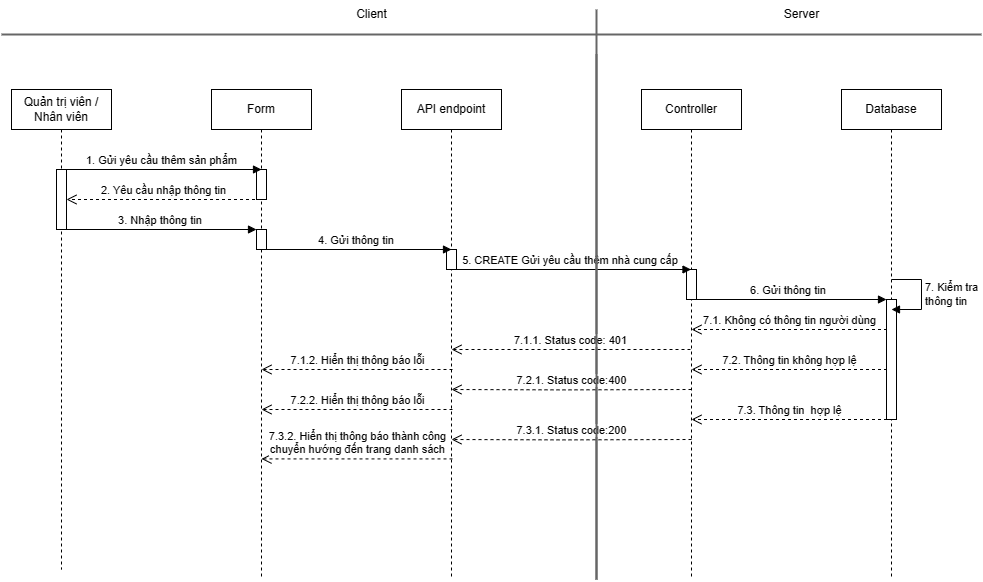 Client
Server
Quản trị viên /
Nhân viên
Form
API endpoint
Controller
Database
1. Gửi yêu cầu thêm sản phẩm
2. Yêu cầu nhập thông tin
3. Nhập thông tin
4. Gửi thông tin
5. CREATE Gửi yêu cầu thêm nhà cung cấp
6. Gửi thông tin
7. Kiểm tra
thông tin
7.1. Không có thông tin người dùng
7.1.1. Status code: 401
7.1.2. Hiển thị thông báo lỗi
7.2. Thông tin không hợp lệ
7.2.1. Status code:400
7.2.2. Hiển thị thông báo lỗi
7.3. Thông tin  hợp lệ
7.3.1. Status code:200
7.3.2. Hiển thị thông báo thành công
chuyển hướng đến trang danh sách